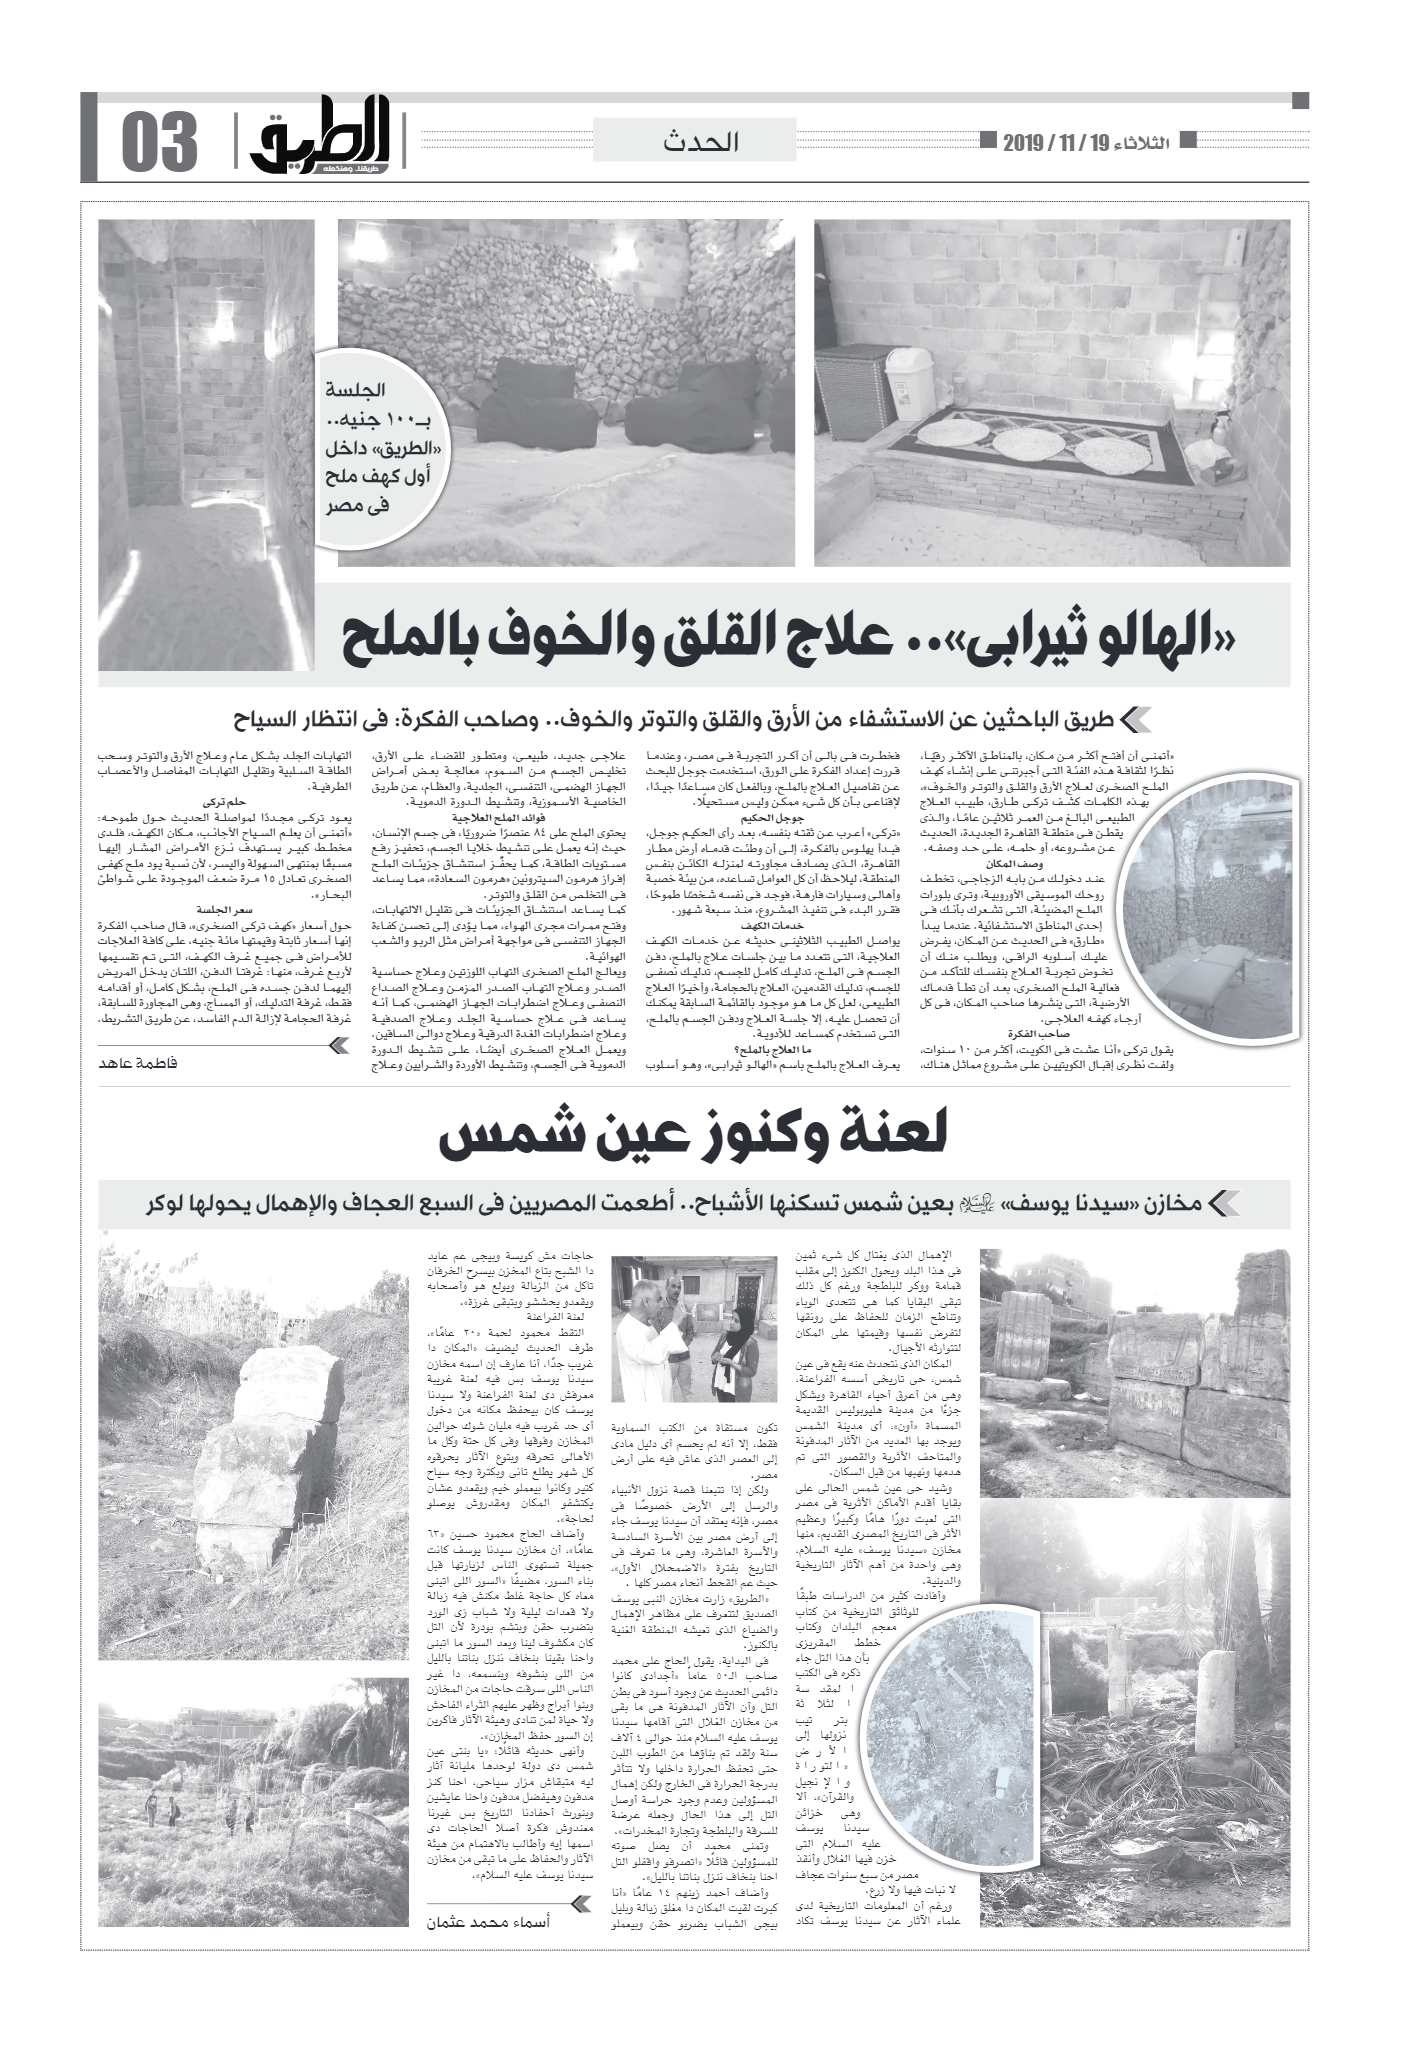 الثلاثاء 19 / 11 / 2019
الحدث
الطريق
03
الجلسة
بـ١٠٠ جنيه..
«الطريق» داخل
أول كهف ملح
فى مصر
«الهالو ثيرابى».. علاج القلق والخوف بالملح
طريق الباحثين عن الاستشفاء من الأرق والقلق والتوتر والخوف.. وصاحب الفكرة: فى انتظار السياح
«أتمنى أن أفتح أكثر من مكان، بالمناطق الأكثر رقيًا،
نظرًا لثقافة هذه الفئة التى أجبرتنى على إنشاء كهف
الملح الصخرى لعلاج الأرق والقلق والتوتر والخوف»،
بهذه الكلمات كشف تركى طارق، طبيب العلاج
الطبيعى البالغ من العمر ثلاثين عامًا، والذى
يقطن فى منطقة القاهرة الجديدة، الحديث
عن مشروعه، أو حلمه، على حد وصفه.
وصف المكان
عند دخولك من بابه الزجاجى، تخطف
روحك الموسيقى الأوروبية، وترى بلورات
الملح المضيئة، التى تشعرك بأنك فى
إحدى المناطق الاستشفائية. عندما يبدأ
«طارق» فى الحديث عن المكان، يفرض
عليك أسلوبه الراقى، ويطلب منك أن
تخوض تجربة العلاج بنفسك للتأكد من
فعالية الملح الصخرى، بعد أن تطأ قدماك
الأرضية، التى ينشرها صاحب المكان، فى كل
أرجاء كهفه العلاجى.
صاحب الفكرة
يقول تركى «أنا عشت فى الكويت، أكثر من ١٠ سنوات،
ولفت نظرى إقبال الكويتيين على مشروع مماثل هناك،
فخطرت فى بالى أن أكرر التجربة فى مصر، وعندما
قررت إعداد الفكرة على الورق، استخدمت جوجل للبحث
عن تفاصيل العلاج بالملح، وبالفعل كان مساعدًا جيدًا،
لإقناعى بأن كل شىء ممكن وليس مستحيلًا.
جوجل الحكيم
«تركى» أعرب عن ثقته بنفسه، بعد رأى الحكيم جوجل،
فبدأ يهلوس بالفكرة، إلى أن وطئت قدماه أرض مطار
القاهرة، الذى يصادف مجاورته لمنزله الكائن بنفس
المنطقة، ليلاحظ أن كل العوامل تساعده، من بيئة خصبة
وأهالى وسيارات فارهة، فوجد فى نفسه شخصًا طموحًا،
فقرر البدء فى تنفيذ المشروع، منذ سبعة شهور.
خدمات الكهف
يواصل الطبيب الثلاثينى حديثه عن خدمات الكهف
العلاجية، التى تتعدد ما بين جلسات علاج بالملح، دفن
الجسم فى الملح، تدليك كامل للجسم، تدليك نصفى
للجسم، تدليك القدمين، العلاج بالحجامة، وأخيرًا العلاج
الطبيعى، لعل كل ما هو موجود بالقائمة السابقة يمكنك
أن تحصل عليه، إلا جلسة العلاج ودفن الجسم بالملح،
التى تستخدم كمساعد للأدوية.
ما العلاج بالملح؟
يعرف العلاج بالملح باسم «الهالو ثيرابى»، وهو أسلوب
علاجى جديد، طبيعى، ومتطور للقضاء على الأرق،
تخليص الجسم من السموم، معالجة بعض أمراض
الجهاز الهضمى، التنفسى، الجلدية، والعظام، عن طريق
الخاصية الأسموزية، وتنشيط الدورة الدموية.
فوائد الملح العلاجية
يحتوى الملح على ٨٤ عنصرًا ضروريًا، فى جسم الإنسان،
حيث إنه يعمل على تنشيط خلايا الجسم، تحفيز رفع
مستويات الطاقة، كما يحفّز استنشاق جزيئات الملح
إفراز هرمون السيترونين «هرمون السعادة»، مما يساعد
فى التخلص من القلق والتوتر.
كما يساعد استنشاق الجزيئات فى تقليل الالتهابات،
وفتح ممرات مجرى الهواء، مما يؤدى إلى تحسن كفاءة
الجهاز التنفسى فى مواجهة أمراض مثل الربو والشعب
الهوائية.
ويعالج الملح الصخرى التهاب اللوزتين وعلاج حساسية
الصدر وعلاج التهاب الصدر المزمن وعلاج الصداع
النصفى وعلاج اضطرابات الجهاز الهضمى، كما أنه
يساعد فى علاج حساسية الجلد وعلاج الصدفية
وعلاج اضطرابات الغدة الدرقية وعلاج دوالى الساقين.
ويعمل العلاج الصخرى أيضًا، على تنشيط الدورة
الدموية فى الجسم، وتنشيط الأوردة والشرايين وعلاج
التهابات الجلد بشكل عام وعلاج الأرق والتوتر وسحب
الطاقة السلبية وتقليل التهابات المفاصل والأعصاب
الطرفية.
حلم تركى
يعود تركى مجددًا لمواصلة الحديث حول طموحه:
«أتمنى أن يعلم السياح الأجانب، مكان الكهف، فلدى
مخطط كبير يستهدف نزع الأمراض المشار إليها
مسبقًا بمنتهى السهولة واليسر، لأن نسبة يود ملح كهفى
الصخرى تعادل ١٥ مرة ضعف الموجودة على شواطئ
البحار».
سعر الجلسة
حول أسعار «كهف تركى الصخرى»، قال صاحب الفكرة
إنها أسعار ثابتة وقيمتها مائة جنيه، على كافة العلاجات
للأمراض فى جميع غرف الكهف، التى تم تقسيمها
لأربع غرف، منها: غرفتا الدفن، اللتان يدخل المريض
إليهما لدفن جسده فى الملح، بشكل كامل، أو أقدامه
فقط، غرفة التدليك، أو المساج، وهى المجاورة للسابقة،
غرفة الحجامة لإزالة الدم الفاسد، عن طريق التشريط.
فاطمة عاهد
لعنة وكنوز عين شمس
مخازن «سيدنا يوسف» عليه السلام بعين شمس تسكنها الأشباح.. أطعمت المصريين فى السبع العجاف والإهمال يحولها لوكر
الإهمال الذى يغتال كل شىء ثمين
فى هذا البلد ويحول الكنوز إلى مقلب
قمامة ووكر للبلطجة ورغم كل ذلك
تبقى البقايا كما هى تتحدى الوباء
وتناطح الزمان للحفاظ على رونقها
لتفرض نفسها وقيمتها على المكان
لتتوارثه الأجيال.
المكان الذى نتحدث عنه يقع فى عين
شمس، حى تاريخى أسسه الفراعنة،
وهى من أعرق أحياء القاهرة ويشكل
جزءًا من مدينة هليوبوليس القديمة
المسماة «أون»، أى مدينة الشمس
ويوجد بها العديد من الآثار المدفونة
والمتاحف الأثرية والقصور التى تم
هدمها ونهبها من قبل السكان.
وشيد حى عين شمس الحالى على
بقايا أقدم الأماكن الأثرية فى مصر
التى لعبت دورًا هامًا وكبيرًا وعظيم
الأثر فى التاريخ المصرى القديم، منها
مخازن «سيدنا يوسف» عليه السلام،
وهى واحدة من أهم الآثار التاريخية
والدينية.
وأفادت كثير من الدراسات طبقًا
للوثائق التاريخية من كتاب
معجم البلدان وكتاب
خطط المقريزى
بأن هذا التل جاء
ذكره فى الكتب
المقدسة
الثلاثة
بترتيب
نزولها إلى
الأرض
«التوراة
والإنجيل
والقرآن»، ألا
وهى خزائن
سيدنا يوسف
عليه السلام التى
خزن فيها الغلال وأنقذ
مصر من سبع سنوات عجاف
لا نبات فيها ولا زرع.
ورغم أن المعلومات التاريخية لدى
علماء الآثار عن سيدنا يوسف تكاد
تكون مستقاة من الكتب السماوية
فقط، إلا أنه لم يحسم أى دليل مادى
إلى العصر الذى عاش فيه على أرض
مصر.
ولكن إذا تتبعنا قصة نزول الأنبياء
والرسل إلى الأرض خصوصًا فى
مصر، فإنه يعتقد أن سيدنا يوسف جاء
إلى أرض مصر بين الأسرة السادسة
والأسرة العاشرة، وهى ما تعرف فى
التاريخ بفترة «الاضمحلال الأول»،
حيث عم القحط أنحاء مصر كلها .
«الطريق» زارت مخازن النبى يوسف
الصديق لتتعرف على مظاهر الإهمال
والضياع الذى تعيشه المنطقة الغنية
بالكنوز.
فى البداية، يقول الحاج على محمد
صاحب الـ٥٠ عاماً «أجدادى كانوا
دائمى الحديث عن وجود أسود فى بطن
التل وأن الآثار المدفونة هى ما بقى
من مخازن الغلال التى أقامها سيدنا
يوسف عليه السلام منذ حوالى ٤ آلاف
سنة ولقد تم بناؤها من الطوب اللبن
حتى تحفظ الحرارة داخلها ولا تتأثر
بدرجة الحرارة فى الخارج ولكن إهمال
المسؤولين وعدم وجود حراسة أوصل
التل إلى هذا الحال وجعله عرضة
للسرقة والبلطجة وتجارة المخدرات».
وتمنى محمد أن يصل صوته
للمسؤولين قائلًا «اتصرفو واقفلو التل
احنا بنخاف ننزل بناتنا بالليل».
وأضاف أحمد زينهم ١٤ عامًا «أنا
كبرت لقيت المكان دا مغلق زبالة وبليل
بيجى الشباب يضربو حقن وبيعملو
حاجات مش كويسة وبيجى عم عابد
دا الشبح بتاع المخزن بيسرح الخرفان
تاكل من الزبالة ويولع هو وأصحابه
ويقعدو يحششو وبتبقى غرزة».
لعنة الفراعنة
التقط محمود لحمة «٢٠ عامًا»،
طرف الحديث ليضيف «المكان دا
غريب جدًا، أنا عارف إن اسمه مخازن
سيدنا يوسف بس فيه لعنة غريبة
معرفش دى لعنة الفراعنة ولا سيدنا
يوسف كان بيحفظ مكانه من دخول
أى حد غريب فيه مليان شوك حوالين
المخازن وفوقها وفى كل حتة وكل ما
الأهالى تحرقه وبتوع الآثار يحرقوه
كل شهر يطلع تانى وبكترة وجه سياح
كتير وكانوا بيعملو خيم ويقعدو عشان
يكتشفو المكان ومقدروش يوصلو
لحاجة».
وأضاف الحاج محمود حسين «٦٣
عامًا»، أن مخازن سيدنا يوسف كانت
جميلة تستهوى الناس لزيارتها قبل
بناء السور، مضيفًا «السور اللى اتبنى
معاه كل حاجة غلط مكنش فيه زبالة
ولا قعدات ليلية ولا شباب زى الورد
بتضرب حقن وبتشم بودرة لأن التل
كان مكشوف لينا وبعد السور ما اتبنى
واحنا بقينا بنخاف ننزل بناتنا بالليل
من اللى بنشوفه وبنسمعه، دا غير
الناس اللى سرقت حاجات من المخازن
وبنوا أبراج وظهر عليهم الثراء الفاحش
ولا حياة لمن تنادى وهيئة الآثار فاكرين
إن السور حفظ المخازن».
وأنهى حديثه قائلًا: «يا بنتى عين
شمس دى دولة لوحدها مليانة آثار
ليه متبقاش مزار سياحى، احنا كنز
مدفون وهيفضل مدفون واحنا عايشين
وبنورث أحفادنا التاريخ بس غيرنا
معندوش فكرة أصلا الحاجات دى
اسمها إيه وأطالب بالاهتمام من هيئة
الآثار والحفاظ على ما تبقى من مخازن
سيدنا يوسف عليه السلام».
أسماء محمد عثمان